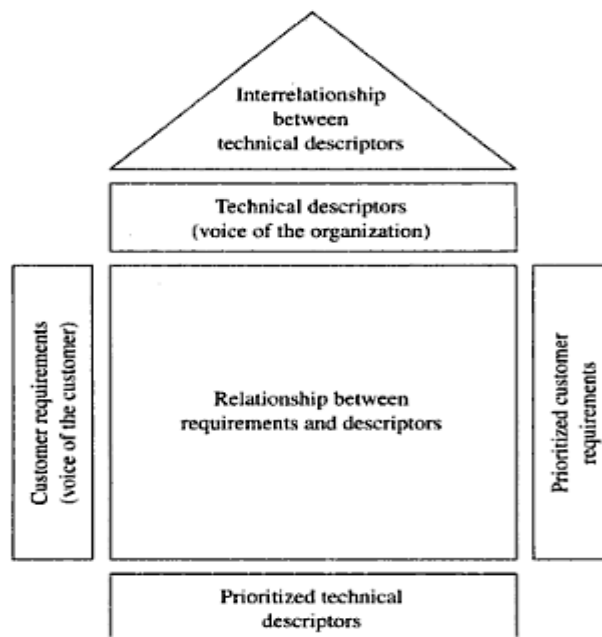 Interrelationship
between
technical descriptors
Technical descriptors
(voice of the organization)
Customer requirements
(voice of the customer)
Relationship between
requirements and descriptors
Prioritized customer
requirements
Prioritized technical
descriptors